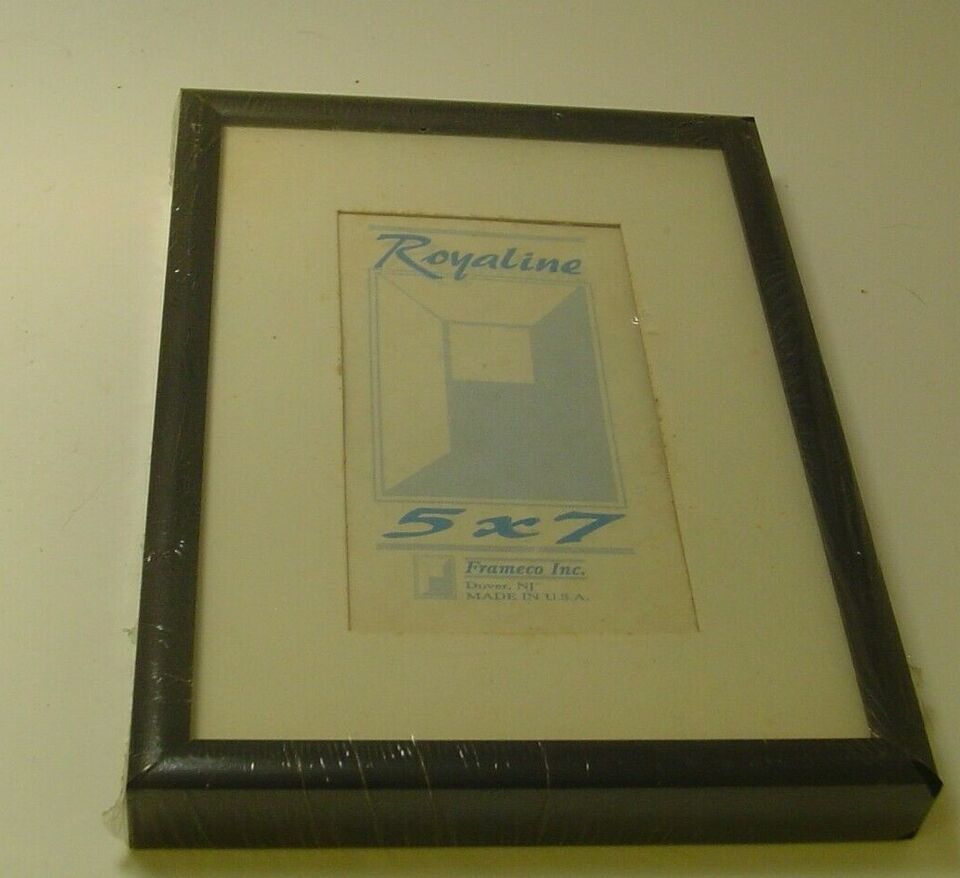 Royaline
5x7
Frameco Inc.
Dover, NJ
MADE IN U.S.A.